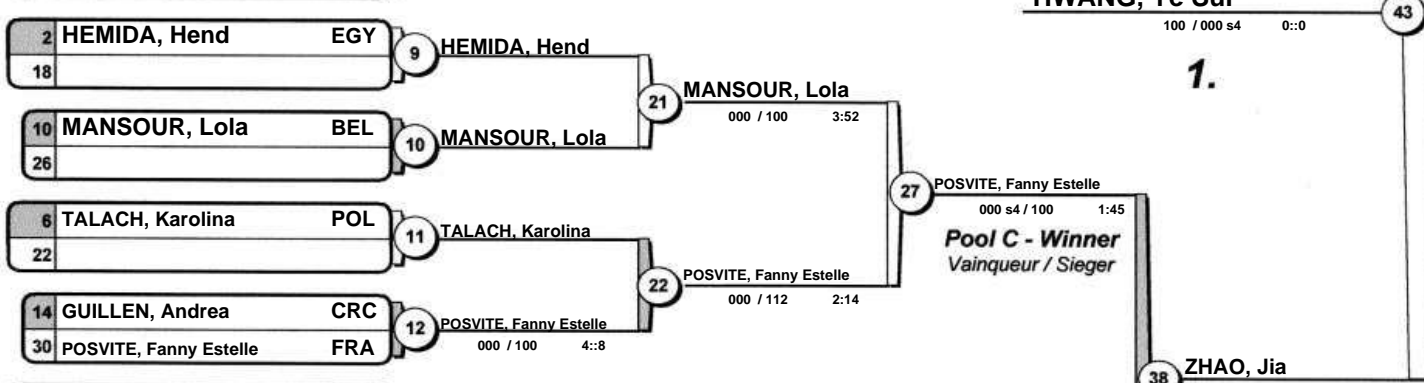 HWANG, Ye Sul
43
100 / 000 s4 0::0
1.
2 HEMIDA, Hend EGY
18
9
HEMIDA, Hend
21
MANSOUR, Lola
000 / 100 3:52
10 MANSOUR, Lola BEL
26
10
MANSOUR, Lola
27
POSVITE, Fanny Estelle
000 s4 / 100 1:45
Pool C - Winner
Vainqueur / Sieger
6 TALACH, Karolina POL
22
11
TALACH, Karolina
22
POSVITE, Fanny Estelle
000 / 112 2:14
14 GUILLEN, Andrea CRC
30 POSVITE, Fanny Estelle FRA
12
POSVITE, Fanny Estelle
000 / 100 4::8
38
ZHAO, Jia